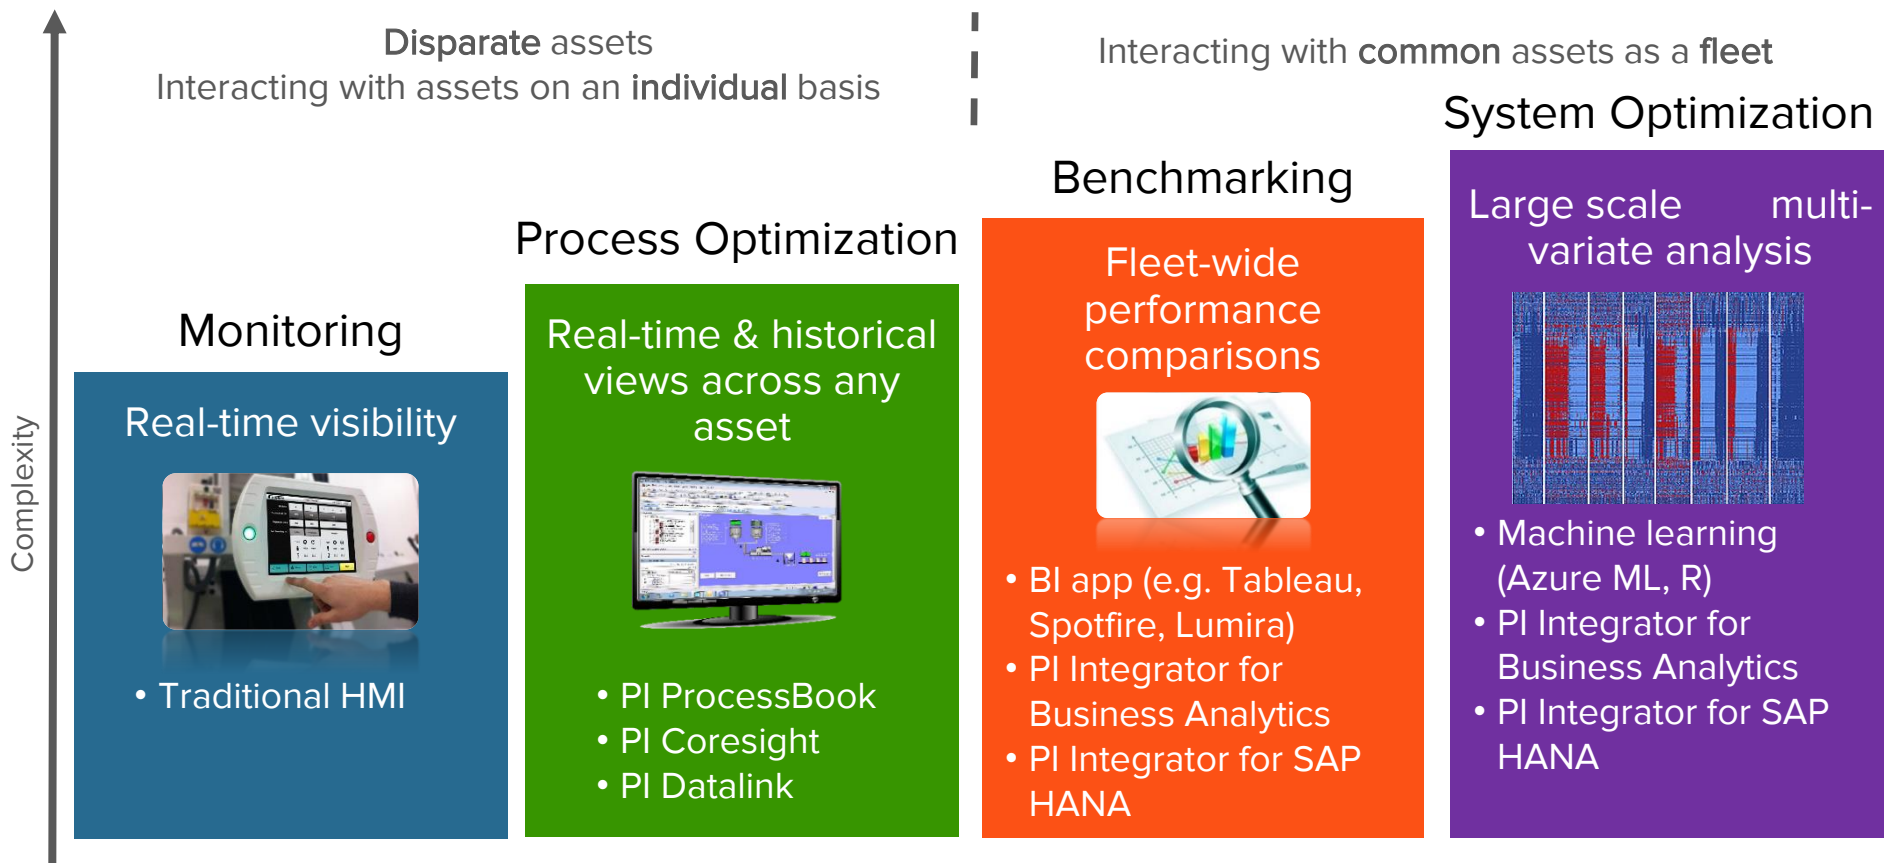 Disparate assets
Interacting with assets on an individual basis
Interacting with common assets as a fleet
Complexity
Monitoring
Real-time visibility
• Traditional HMI
Process Optimization
Real-time & historical
views across any
asset
• PI ProcessBook
• PI Coresight
• PI Datalink
Benchmarking
Fleet-wide
performance
comparisons
• BI app (e.g. Tableau,
Spotfire, Lumira)
• PI Integrator for
Business Analytics
• PI Integrator for SAP
HANA
System Optimization
Large scale multi-
variate analysis
• Machine learning
(Azure ML, R)
• PI Integrator for
Business Analytics
• PI Integrator for SAP
HANA